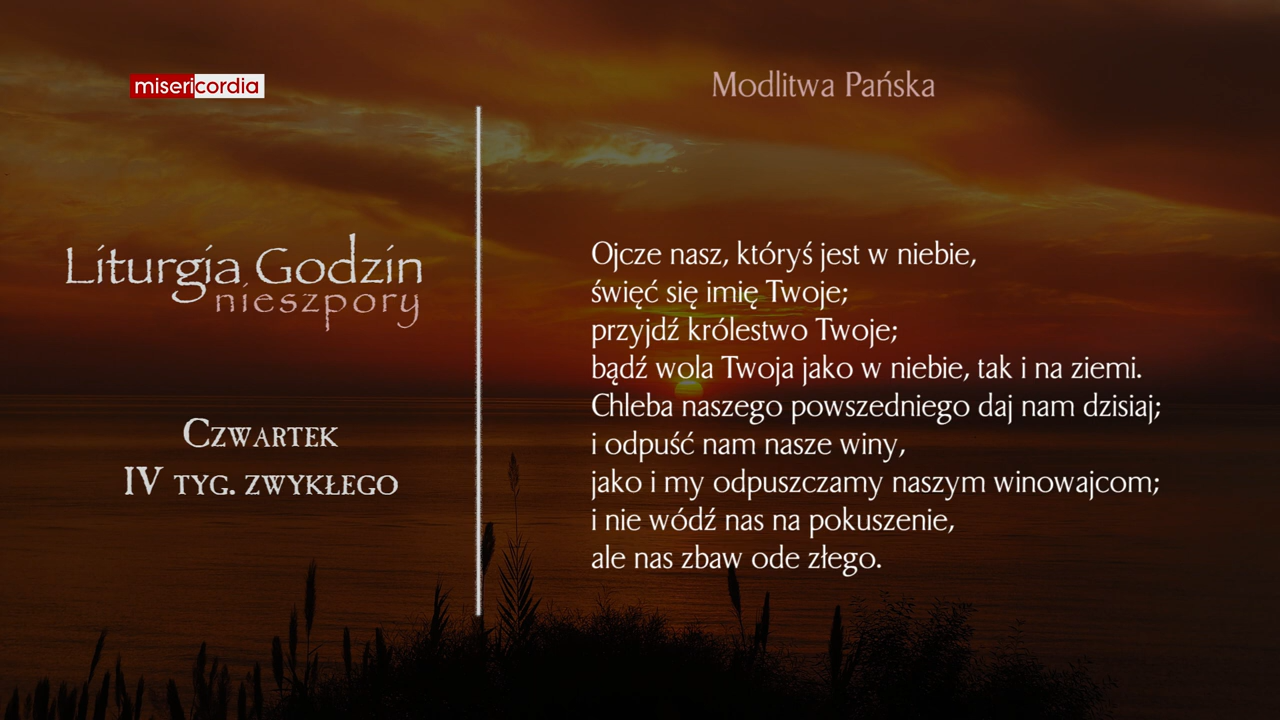 misericordia
Liturgia Godzin
nieszpory
Czwartek
IV tyg. zwykłego
Modlitwa Pańska
Ojcze nasz, któryś jest w niebie,
święć się imię Twoje;
przyjdź królestwo Twoje;
bądź wola Twoja jako w niebie, tak i na ziemi.
Chleba naszego powszedniego daj nam dzisiaj;
i odpuść nam nasze winy,
jako i my odpuszczamy naszym winowajcom;
i nie wódź nas na pokuszenie,
ale nas zbaw ode złego.